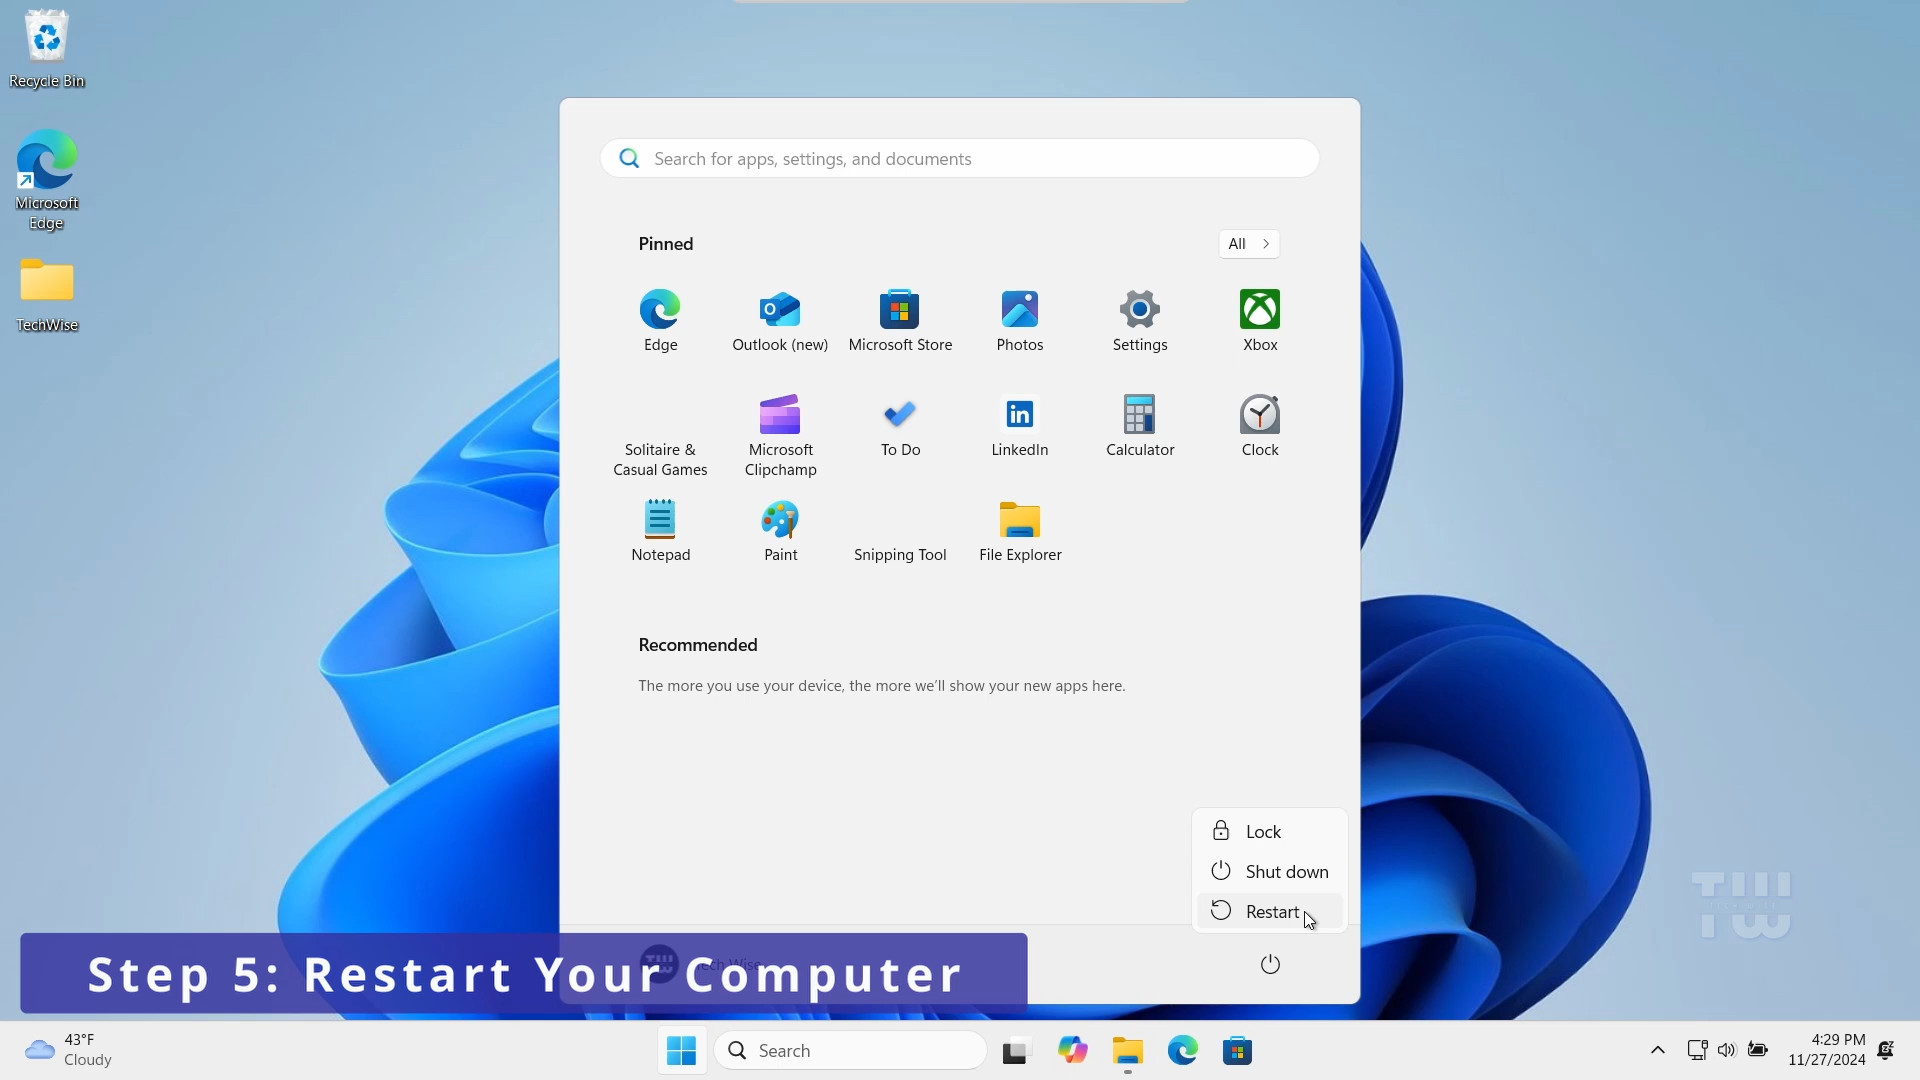 Recycle Bin
Microsoft
Edge
TechWise
Search for apps, settings, and documents
Pinned
All
Edge
Outlook (new)
Microsoft Store
Photos
Settings
Xbox
Solitaire &
Casual Games
Microsoft
Clipchamp
To Do
LinkedIn
Calculator
Clock
Notepad
Paint
Snipping Tool
File Explorer
Recommended
The more you use your device, the more we'll show your new apps here.
Lock
Shut down
Restart
TW
Tech Wise
Step 5: Restart Your Computer
43°F
Cloudy
Search
4:29 PM
11/27/2024